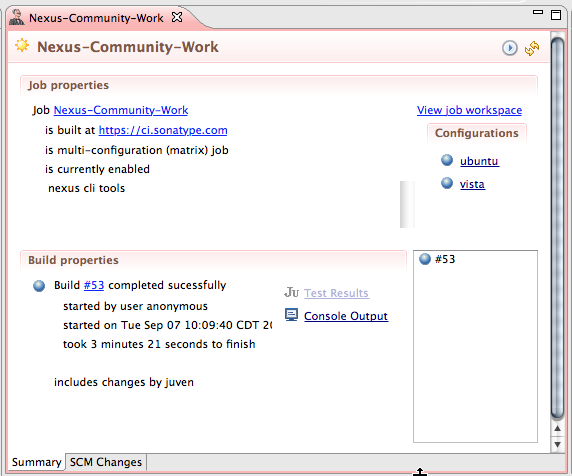 Nexus-Community-Work
Nexus-Community-Work
Job properties
Job Nexus-Community-Work
is built at https://ci.sonatype.com
is multi-configuration (matrix) job
is currently enabled
nexus cli tools
View job workspace
Configurations
ubuntu
vista
Build properties
Build #53 completed sucessfully
started by user anonymous
started on Tue Sep 07 10:09:40 CDT 20
took 3 minutes 21 seconds to finish
includes changes by juven
JU Test Results
Console Output
#53
Summary
SCM Changes